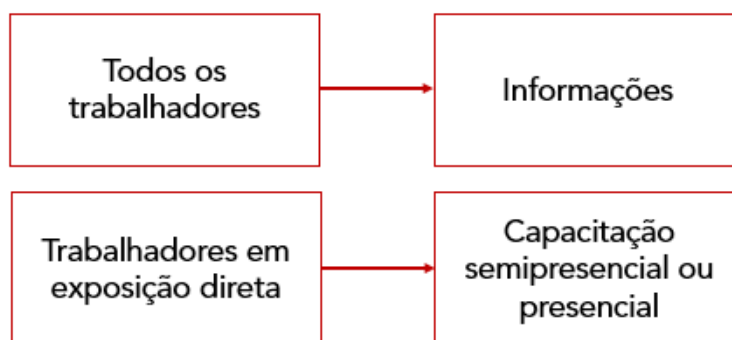 Todos os
trabalhadores
Informações
Trabalhadores em
exposição direta
Capacitação
semipresencial ou
presencial